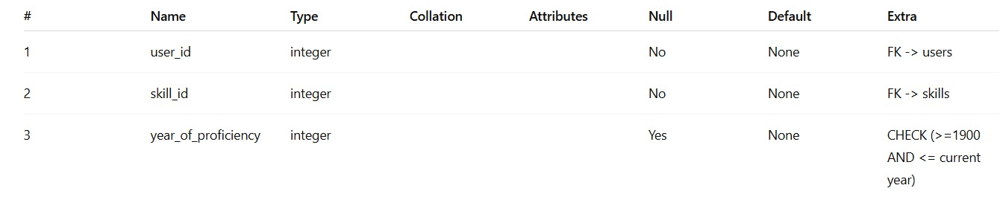 # Name Type Collation Attributes Null Default Extra
1 user_id integer No None FK -> users
2 skill_id integer No None FK -> skills
3 year_of_proficiency integer Yes None CHECK (>=1900
AND <= current
year)